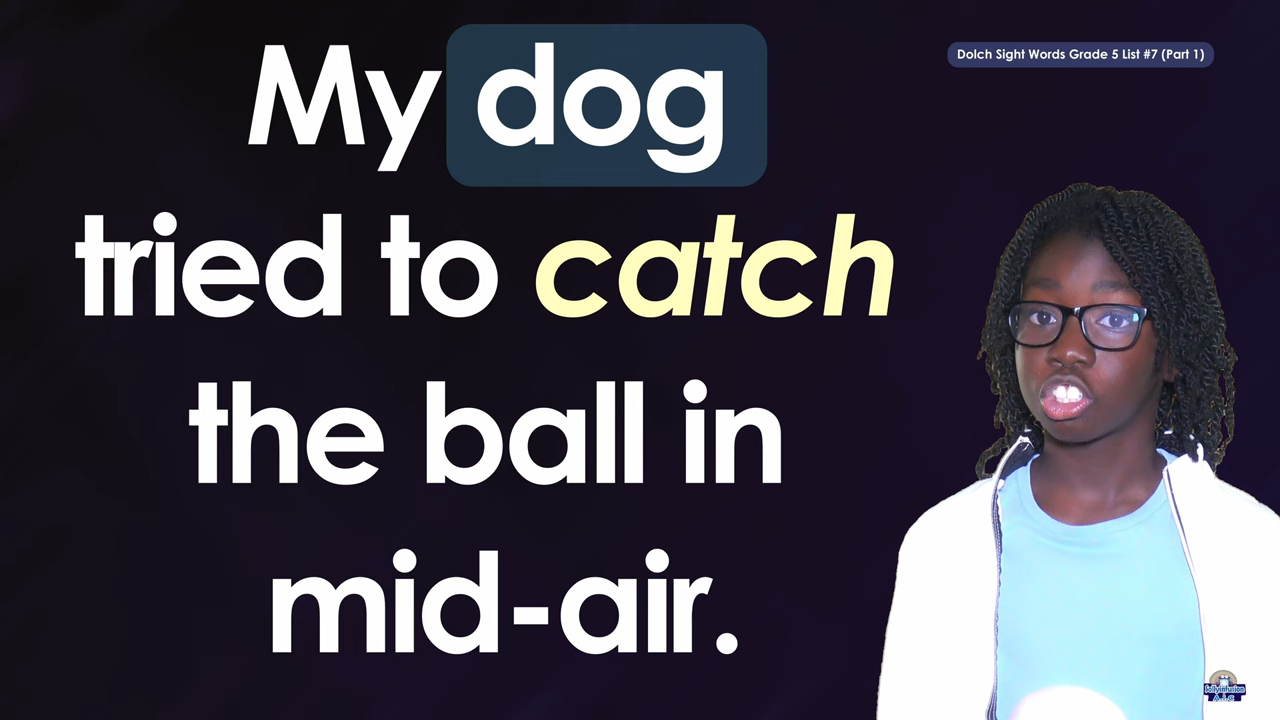 Dolch Sight Words Grade 5 List #7 (Part 1)
My dog
tried to catch
the ball in
mid-air.